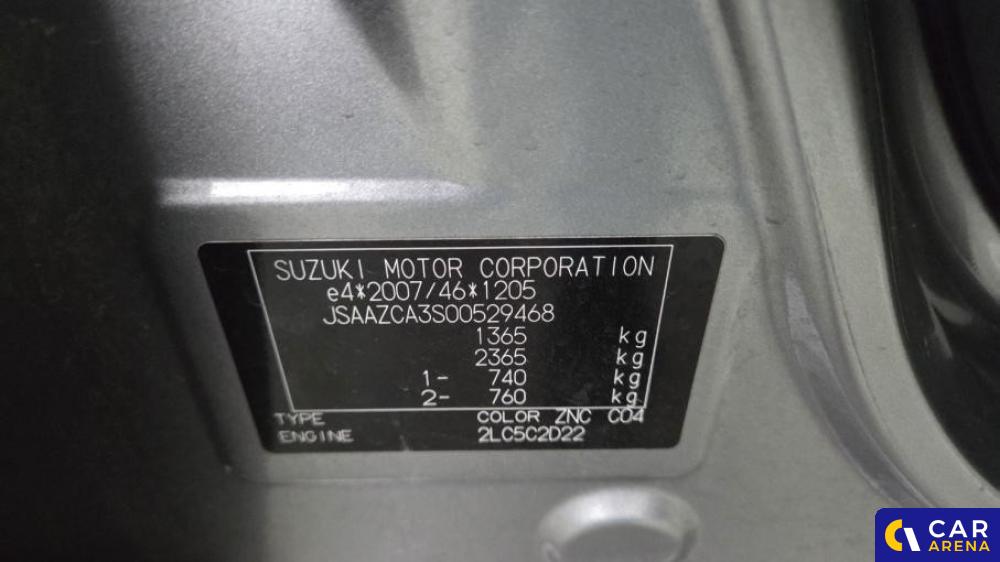 SUZUKI MOTOR CORPORATION
e4*2007/46*1205
JSAAZCA3S00529468
1365 kg
2365 kg
1- 740 kg
2- 760 kg
TYPE COLOR ZNC C04
ENGINE 2LC5C2D22
CAR
ARENA